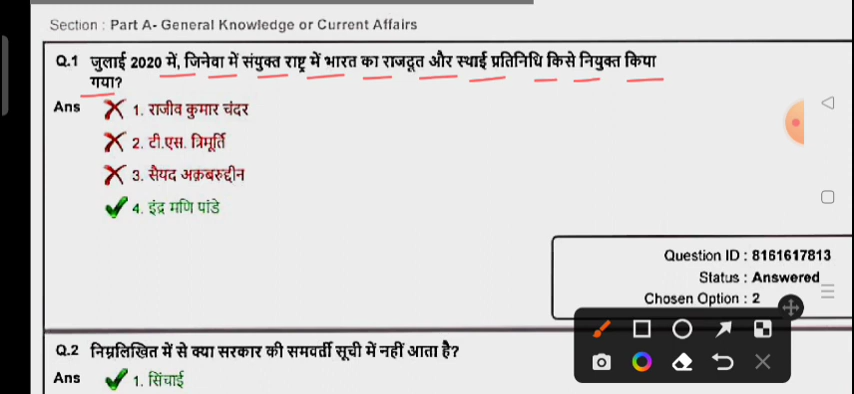 Section : Part A- General Knowledge or Current Affairs
Q.1 जुलाई 2020 में, जिनेवा में संयुक्त राष्ट्र में भारत का राजदूत और स्थाई प्रतिनिधि किसे नियुक्त किया
गया?
Ans 1. राजीव कुमार चंदर
2. टी.एस. त्रिमूर्ति
3. सैयद अक़बरुद्दीन
4. इंद्र मणि पांडे
Question ID : 8161617813
Status : Answered
Chosen Option : 2
Q.2 निम्नलिखित में से क्या सरकार की समवर्ती सूची में नहीं आता है?
Ans 1. सिंचाई